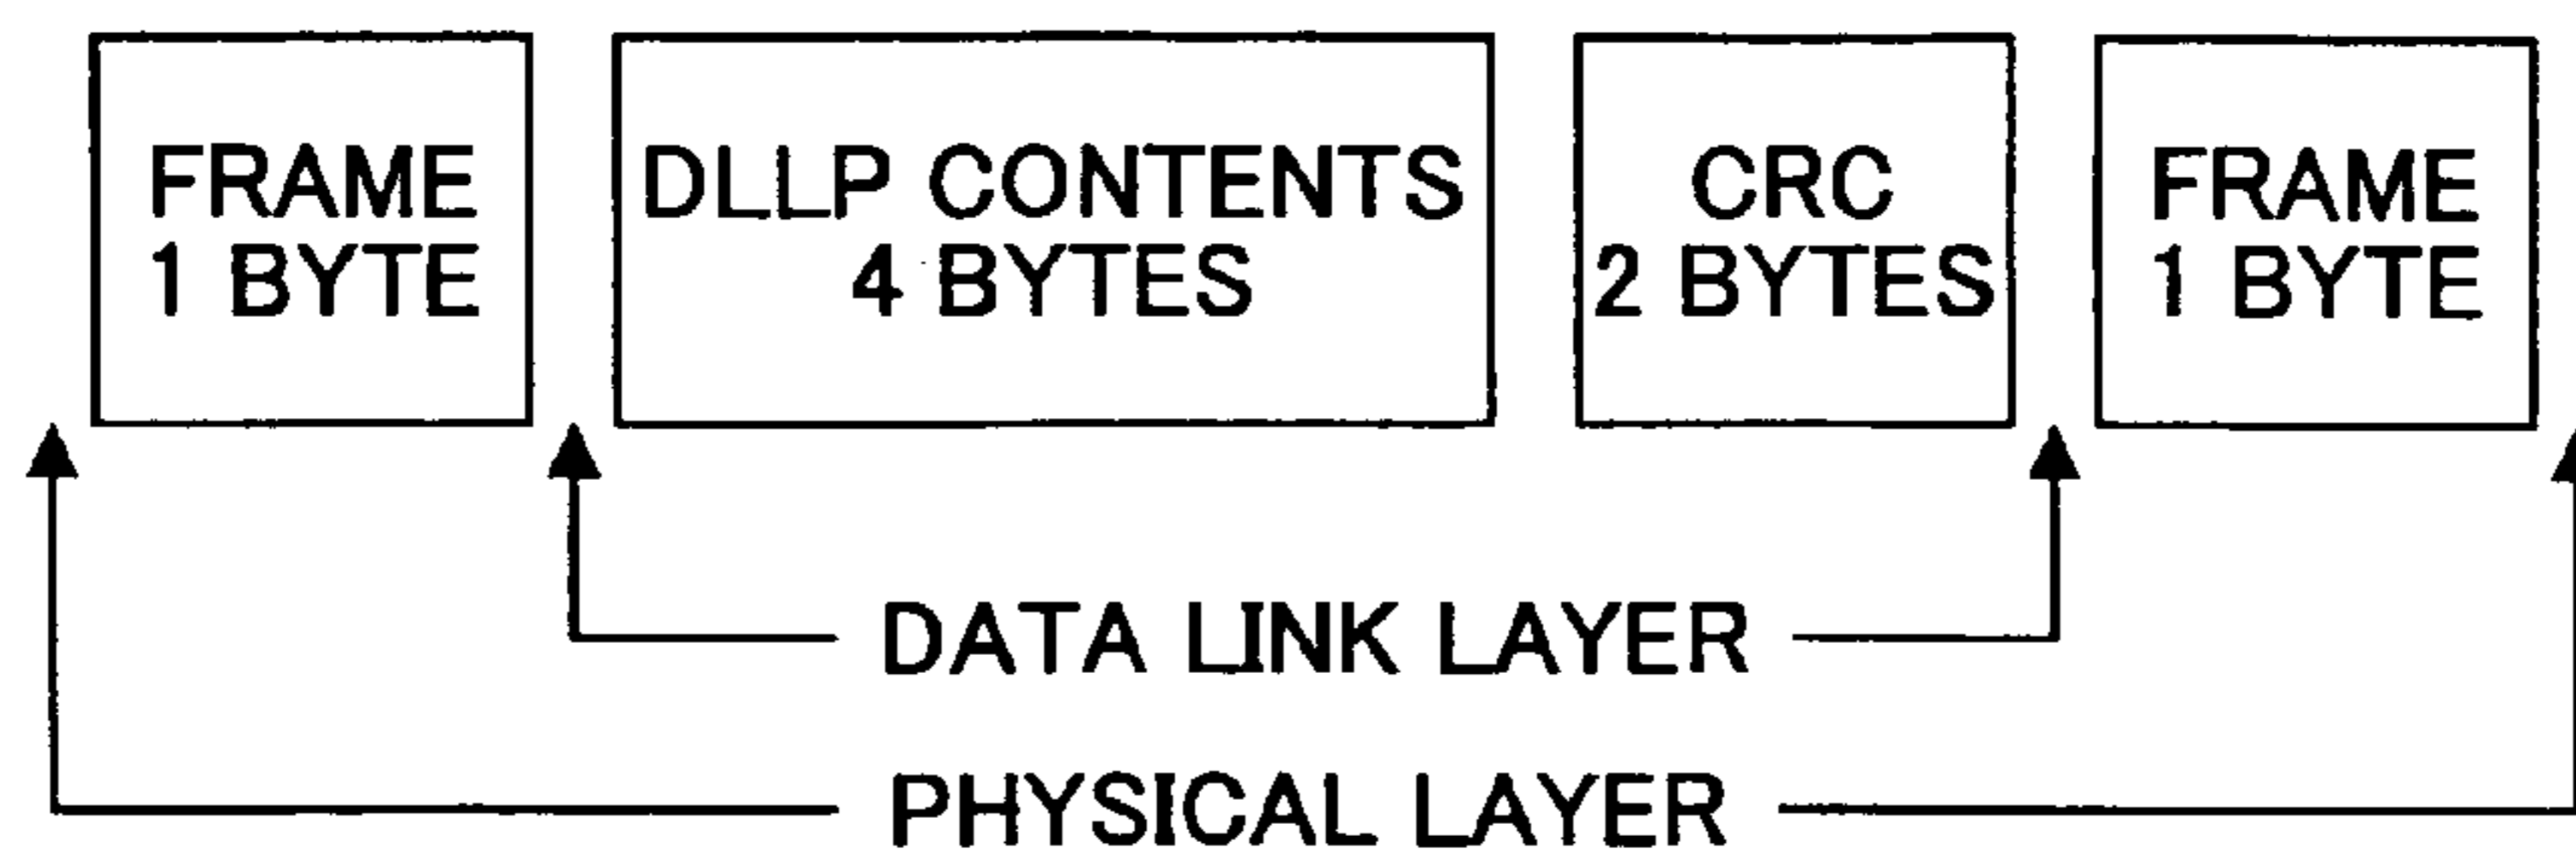 FRAME
1 BYTE
DLLP CONTENTS
4 BYTES
CRC
2 BYTES
FRAME
1 BYTE
DATA LINK LAYER
PHYSICAL LAYER